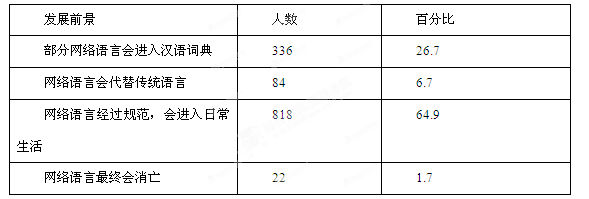 发展前景 人数 百分比
部分网络语言会进入汉语词典 336 26.7
网络语言会代替传统语言 84 6.7
网络语言经过规范，会进入日常 818 64.9
生活
网络语言最终会消亡 22 1.7